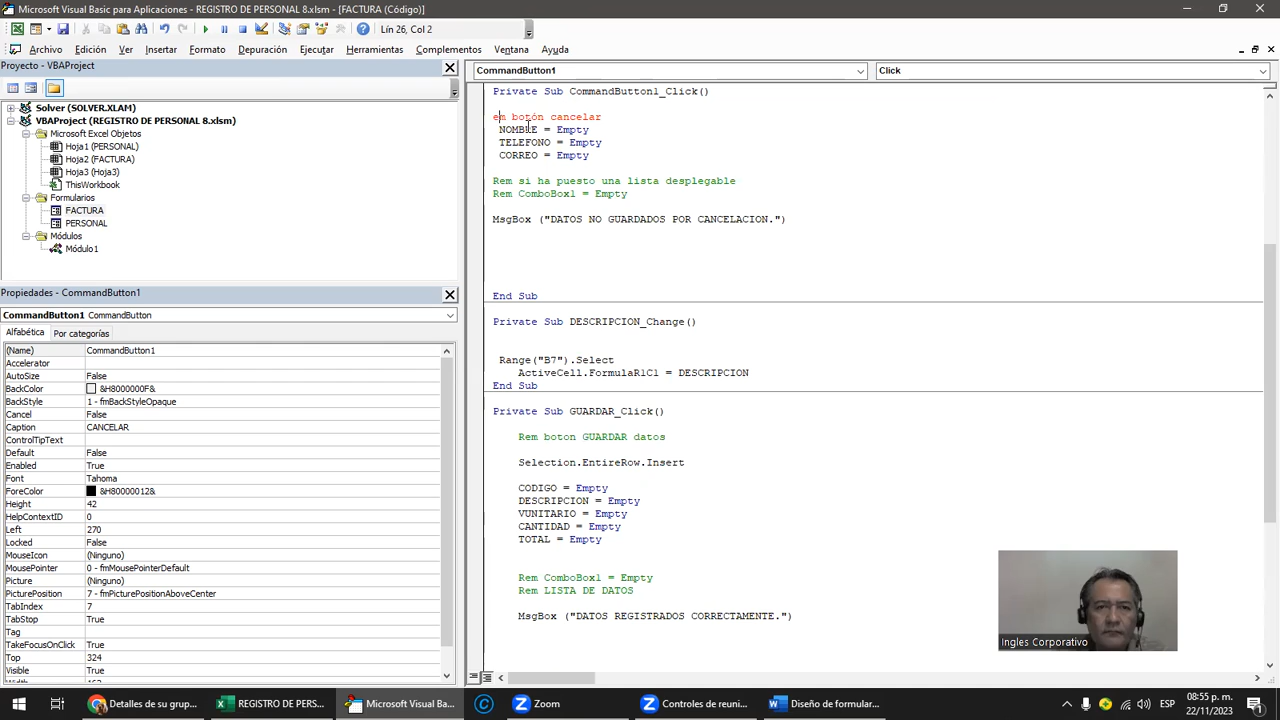 Microsoft Visual Basic para Aplicaciones - REGISTRO DE PERSONAL 8.xlsm - [FACTURA (Código)]
Lín 26, Col 2
Archivo Edición Ver Insertar Formato Depuración Ejecutar Herramientas Complementos Ventana Ayuda
Proyecto - VBAProject
CommandButton1 Click
Solver (SOLVER.XLAM)
VBAProject (REGISTRO DE PERSONAL 8.xlsm)
Microsoft Excel Objetos
Hoja1 (PERSONAL)
Hoja2 (FACTURA)
Hoja3 (Hoja3)
ThisWorkbook
Formularios
FACTURA
PERSONAL
Módulos
Módulo1
Propiedades - CommandButton1
CommandButton1 CommandButton
Alfabética Por categorías
(Name) CommandButton1
Accelerator
AutoSize False
BackColor &H8000000F&
BackStyle 1 - fmBackStyleOpaque
Cancel False
Caption CANCELAR
ControlTipText
Default False
Enabled True
Font Tahoma
ForeColor &H80000012&
Height 42
HelpContextID 0
Left 270
Locked False
MouseIcon (Ninguno)
MousePointer 0 - fmMousePointerDefault
Picture (Ninguno)
PicturePosition 7 - fmPicturePositionAboveCenter
TabIndex 7
TabStop True
Tag
TakeFocusOnClick True
Top 324
Visible True
Private Sub CommandButton1_Click()
em botón cancelar
NOMBLE = Empty
TELEFONO = Empty
CORREO = Empty
Rem si ha puesto una lista desplegable
Rem ComboBox1 = Empty
MsgBox ("DATOS NO GUARDADOS POR CANCELACION.")
End Sub
Private Sub DESCRIPCION_Change()
Range("B7").Select
ActiveCell.FormulaR1C1 = DESCRIPCION
End Sub
Private Sub GUARDAR_Click()
Rem boton GUARDAR datos
Selection.EntireRow.Insert
CODIGO = Empty
DESCRIPCION = Empty
VUNITARIO = Empty
CANTIDAD = Empty
TOTAL = Empty
Rem ComboBox1 = Empty
Rem LISTA DE DATOS
MsgBox ("DATOS REGISTRADOS CORRECTAMENTE.")
Ingles Corporativo
Detalles de su grup... REGISTRO DE PERS... Microsoft Visual Ba... Zoom Controles de reuni... Diseño de formular... ESP 08:55 p. m.
22/11/2023